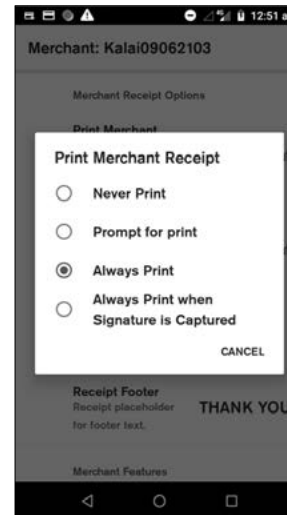 12:51 a
Merchant: Kalai09062103
Merchant Receipt Options
Print Merchant
Print Merchant Receipt
Never Print
Prompt for print
Always Print
Always Print when
Signature is Captured
CANCEL
Receipt Footer
Receipt placeholder
for footer text.
THANK YOU
Merchant Features